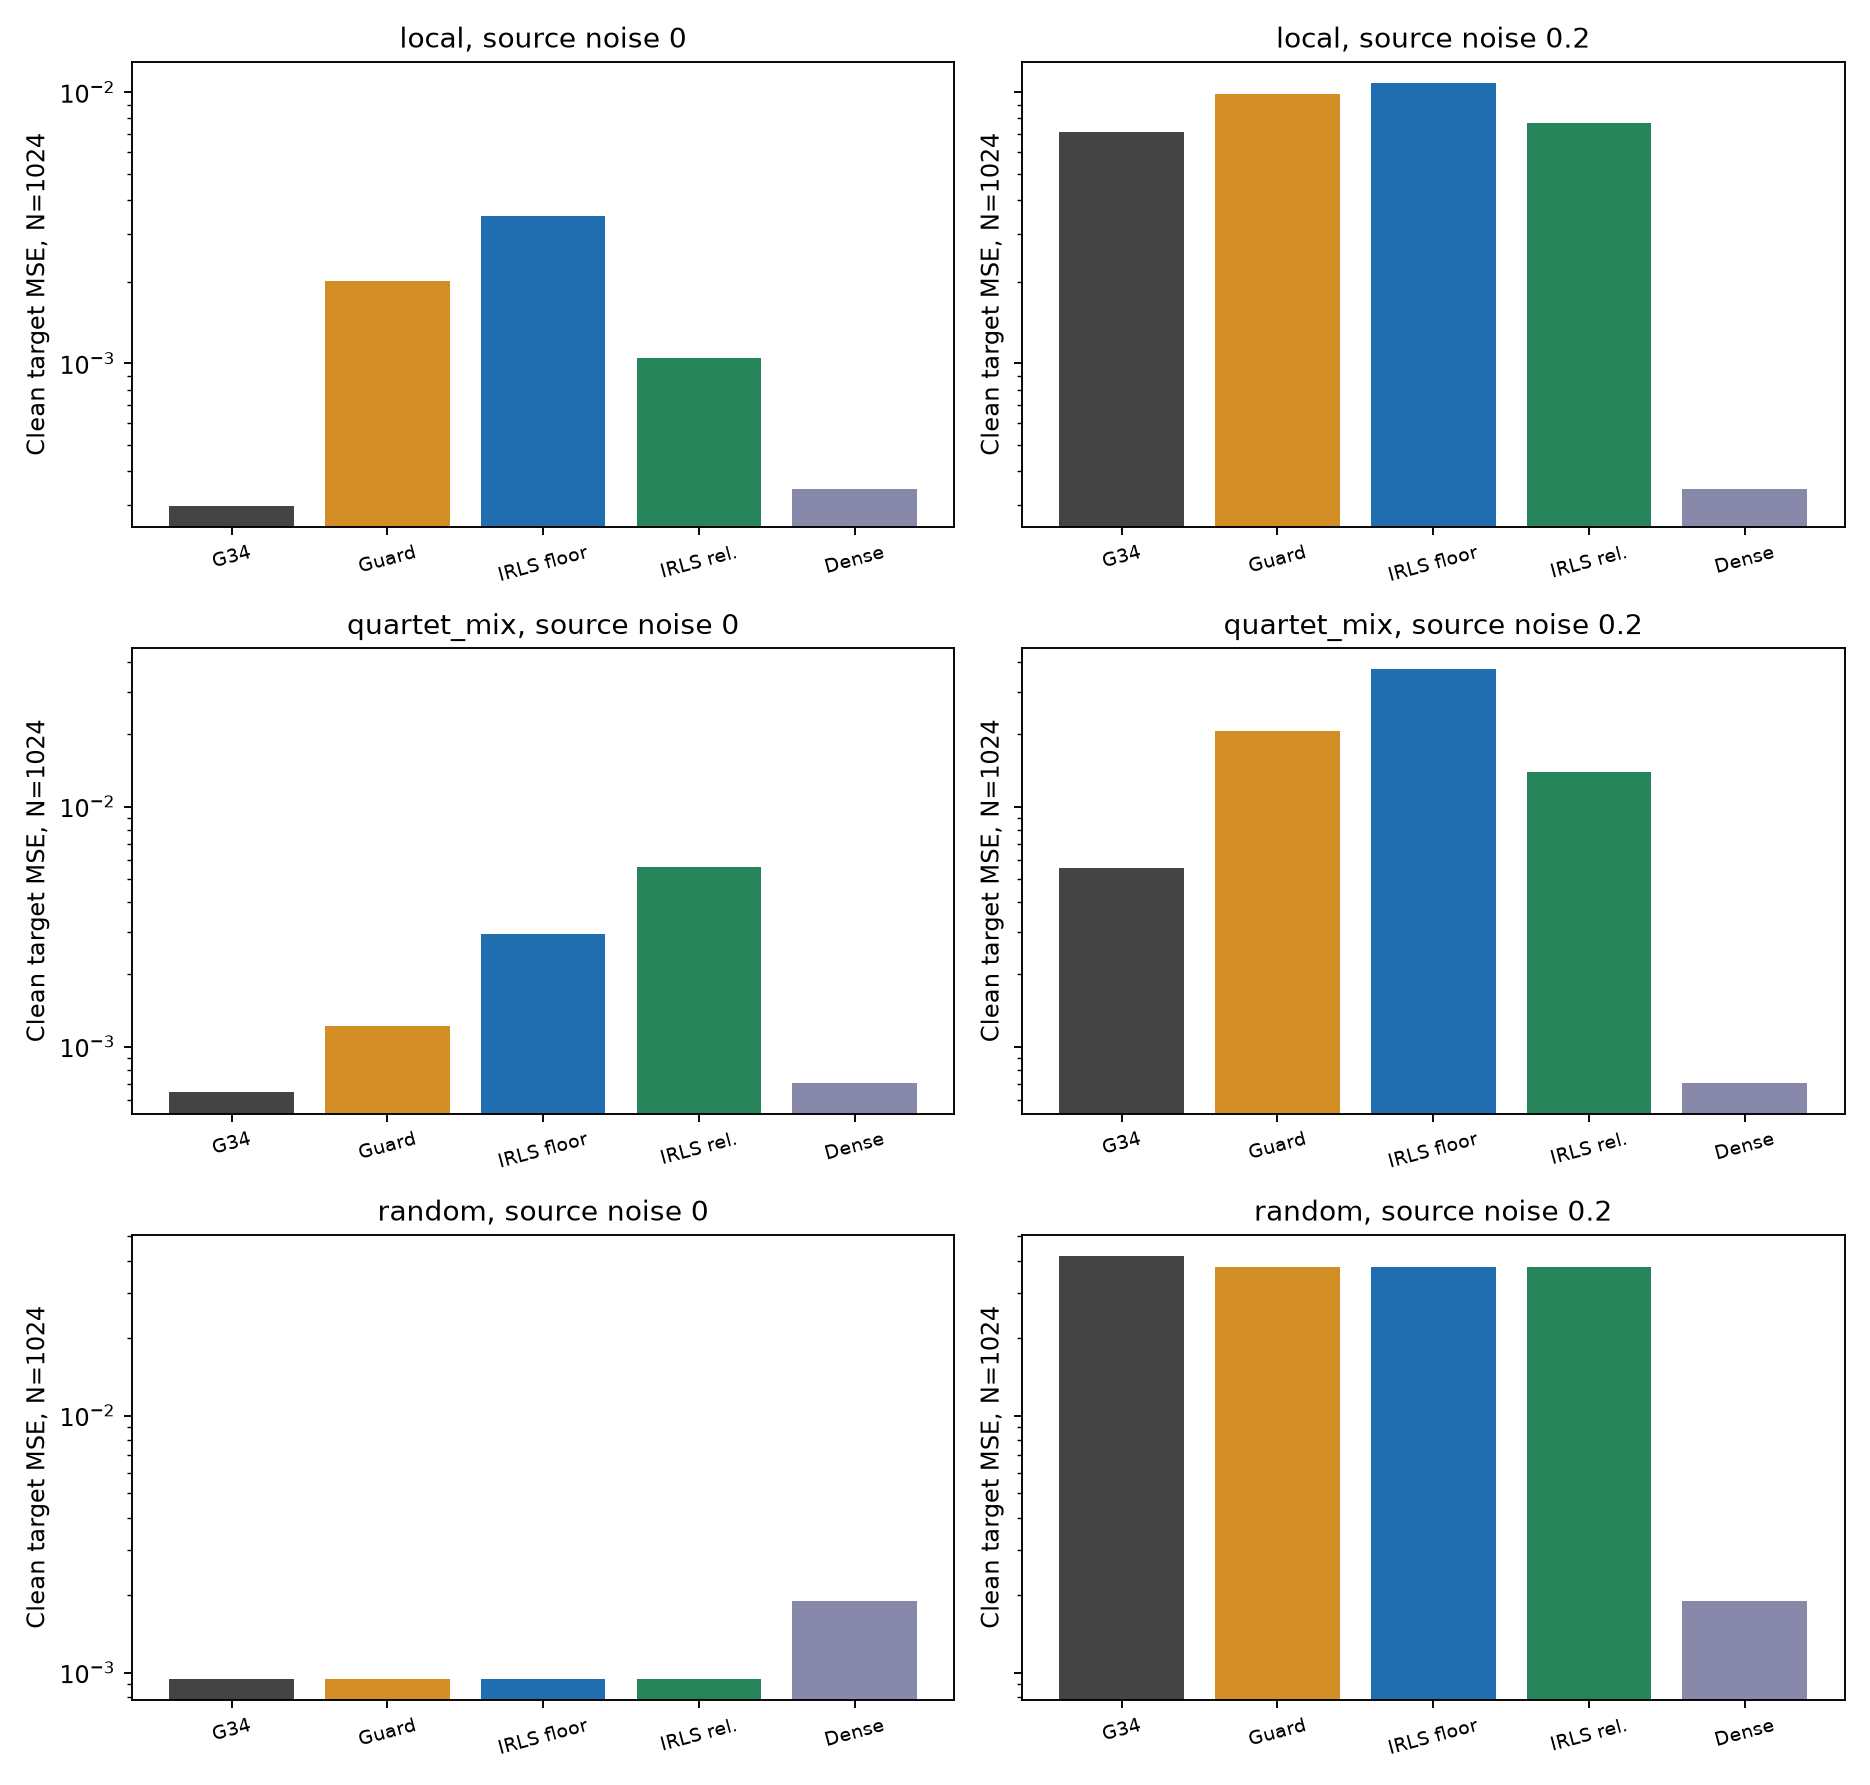 local, source noise 0
Clean target MSE, N=1024
10⁻²
10⁻³
G34 Guard IRLS floor IRLS rel. Dense
local, source noise 0.2
Clean target MSE, N=1024
G34 Guard IRLS floor IRLS rel. Dense
quartet_mix, source noise 0
Clean target MSE, N=1024
10⁻²
10⁻³
G34 Guard IRLS floor IRLS rel. Dense
quartet_mix, source noise 0.2
Clean target MSE, N=1024
G34 Guard IRLS floor IRLS rel. Dense
random, source noise 0
Clean target MSE, N=1024
10⁻²
10⁻³
G34 Guard IRLS floor IRLS rel. Dense
random, source noise 0.2
Clean target MSE, N=1024
G34 Guard IRLS floor IRLS rel. Dense